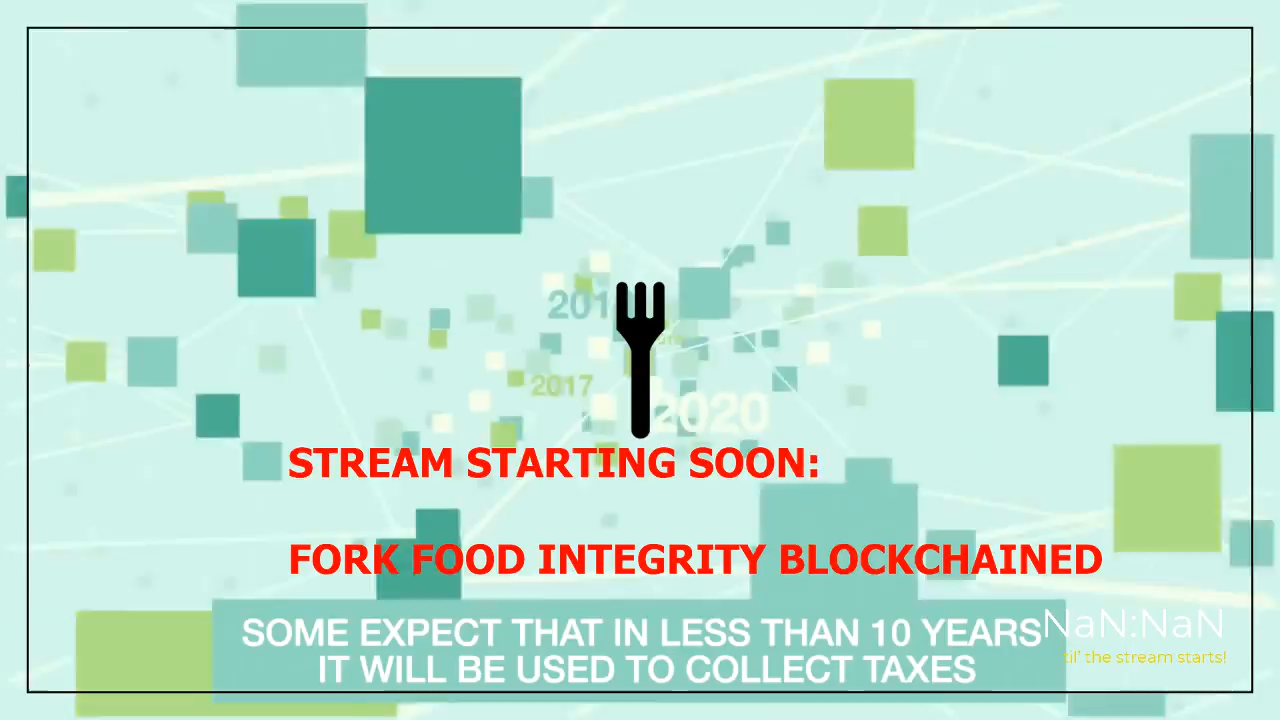 201
2017
2020
STREAM STARTING SOON:
FORK FOOD INTEGRITY BLOCKCHAINED
SOME EXPECT THAT IN LESS THAN 10 YEARS
IT WILL BE USED TO COLLECT TAXES
NaN:NaN
til' the stream starts!